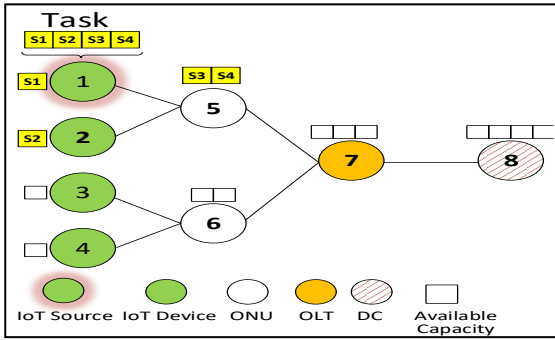 Task
S1 S2 S3 S4
S1 1 S3 S4
5
S2 2
7 8
3
6
4
IoT Source IoT Device ONU OLT DC Available Capacity